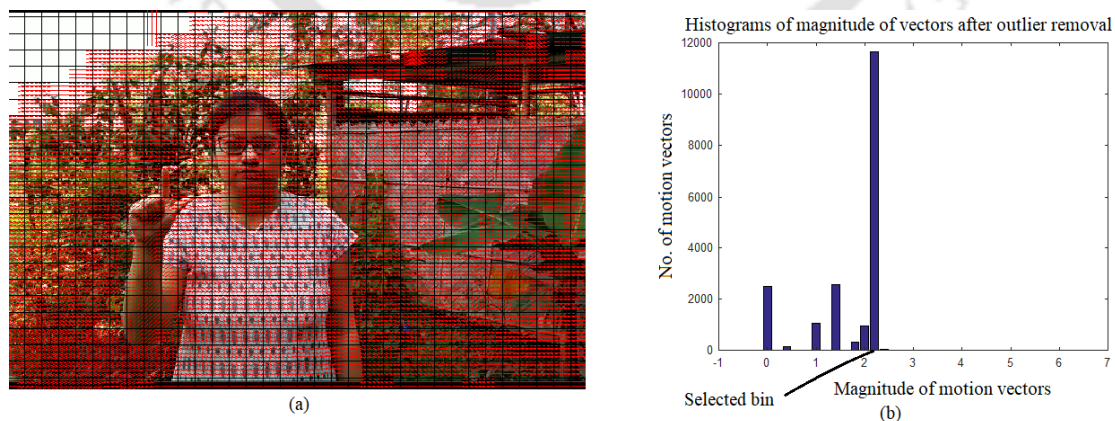 (a)
Histograms of magnitude of vectors after outlier removal
No. of motion vectors
12000
10000
8000
6000
4000
2000
0
-1 0 1 2 3 4 5 6 7
Selected bin
Magnitude of motion vectors
(b)